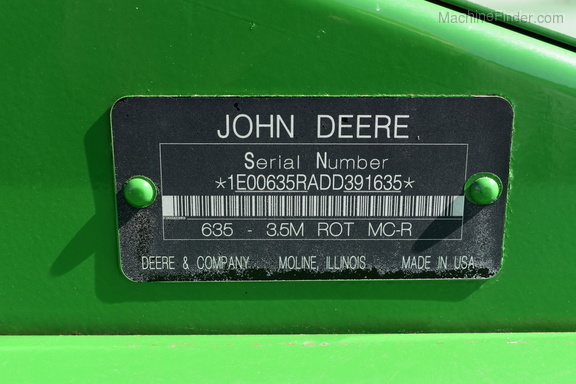 MachineFinder.com
JOHN DEERE
Serial Number
*1E00635RADD391635*
635 - 3.5M ROT MC-R
DEERE & COMPANY MOLINE, ILLINOIS MADE IN USA